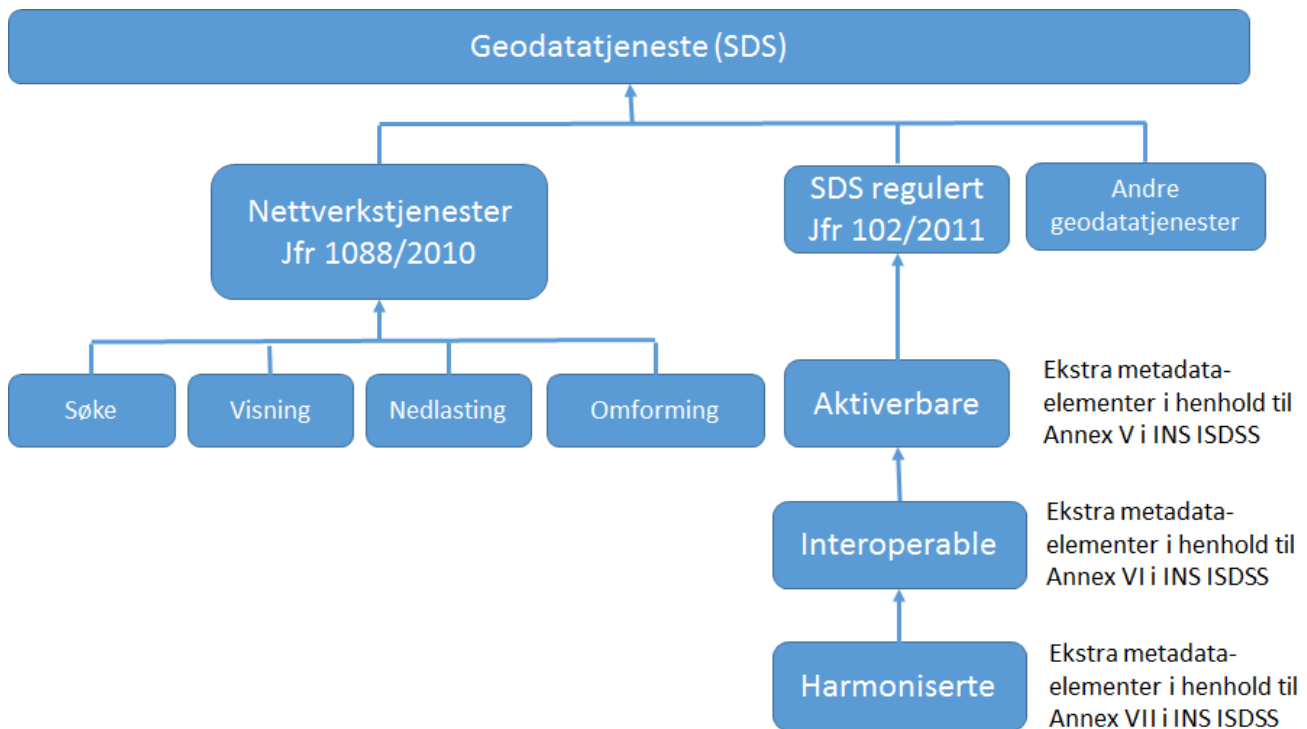 Geodatatjeneste (SDS)
Nettverkstjenester
Jfr 1088/2010
SDS regulert
Jfr 102/2011
Andre
geodatatjenester
Søke
Visning
Nedlasting
Omforming
Aktiverbare
Ekstra metadata-
elementer i henhold til
Annex V i INS ISDSS
Interoperable
Ekstra metadata-
elementer i henhold til
Annex VI i INS ISDSS
Harmoniserte
Ekstra metadata-
elementer i henhold til
Annex VII i INS ISDSS